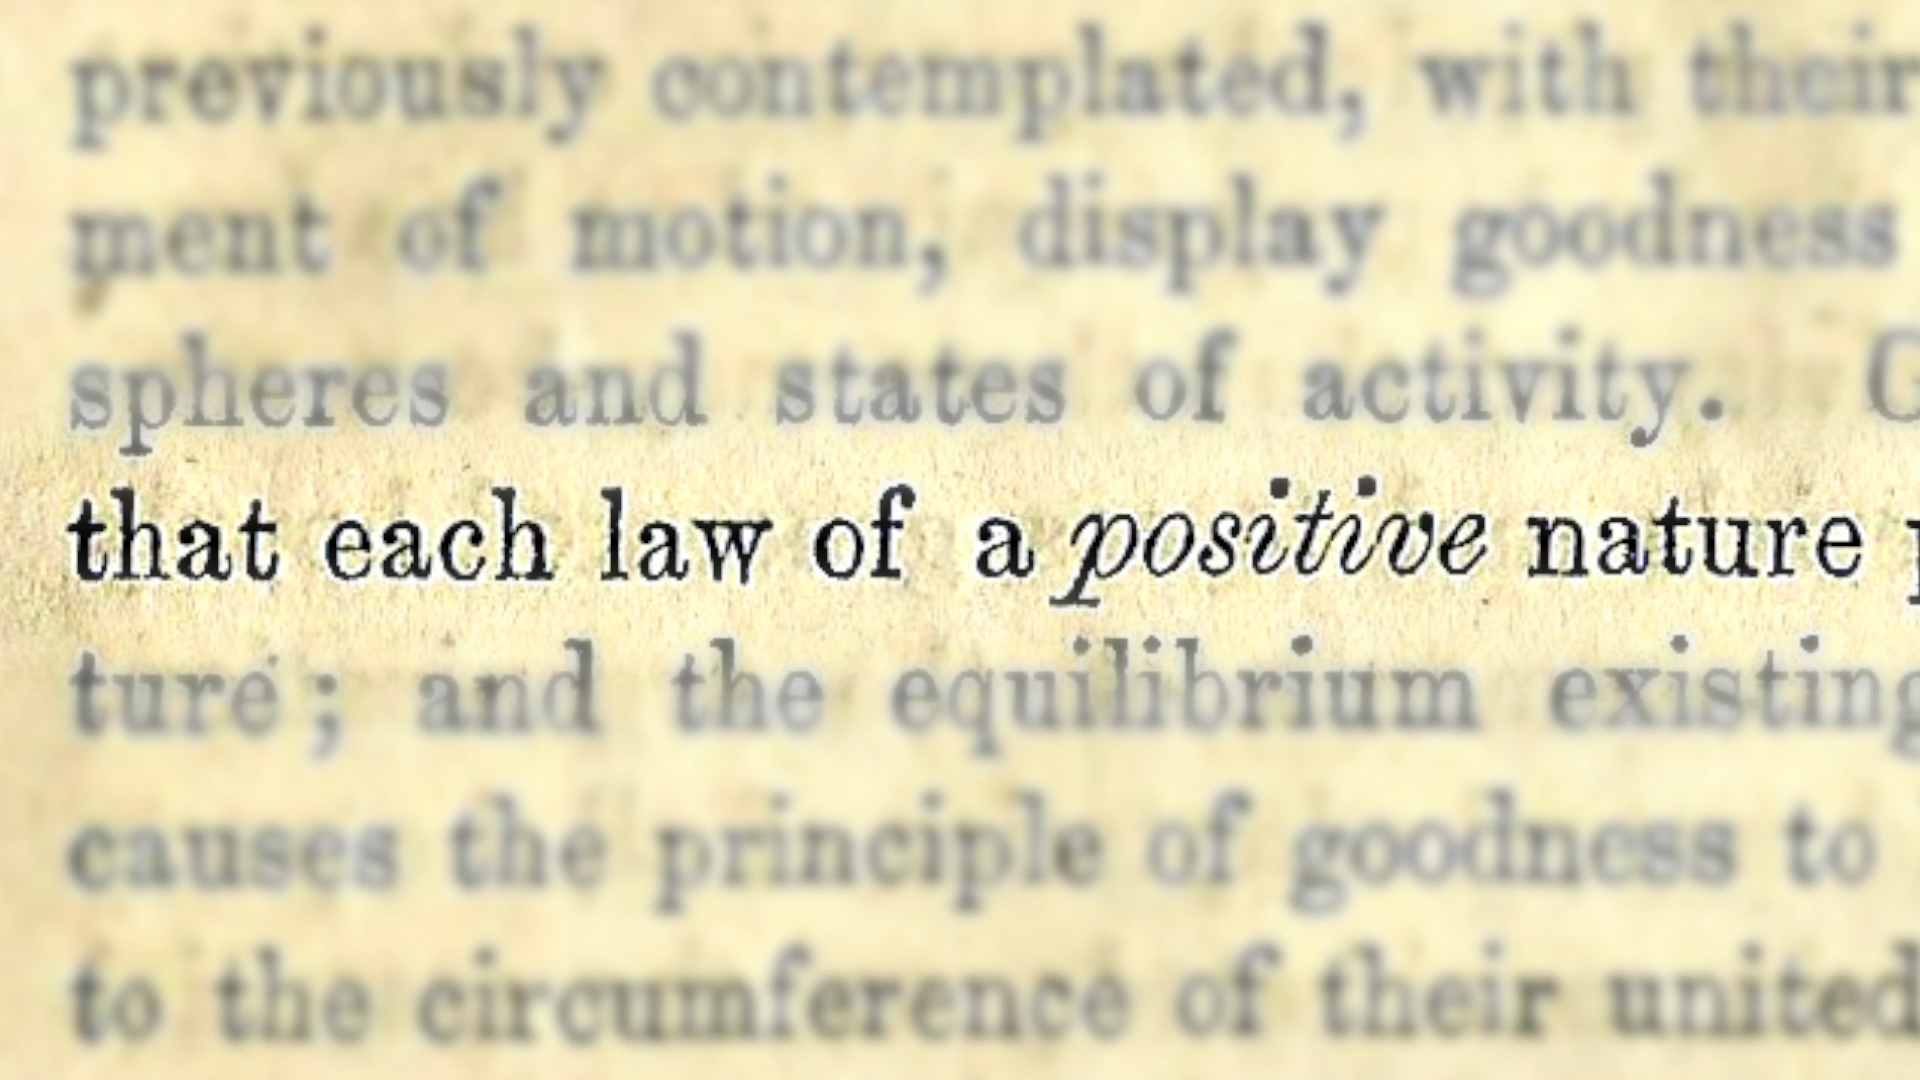 previously contemplated, with their
ment of motion, display goodness
spheres and states of activity.
that each law of a positive nature
ture; and the equilibrium existing
causes the principle of goodness to
to the circumference of their united